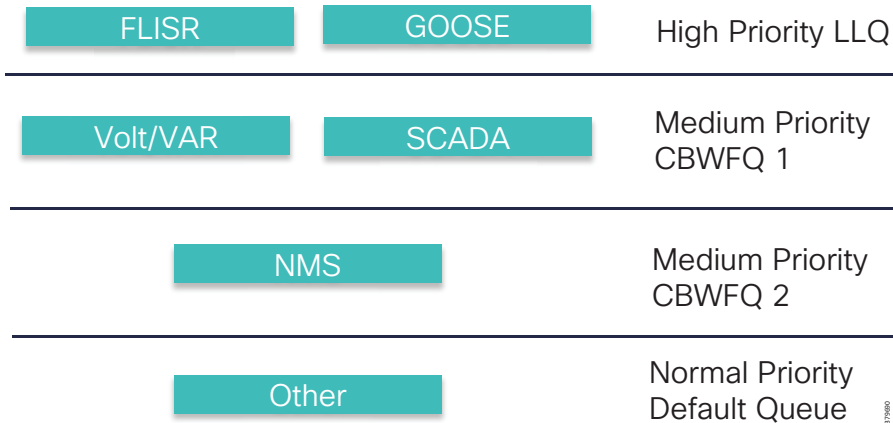 FLISR GOOSE High Priority LLQ
Volt/VAR SCADA Medium Priority
CBWFQ 1
NMS Medium Priority
CBWFQ 2
Other Normal Priority
Default Queue
379690